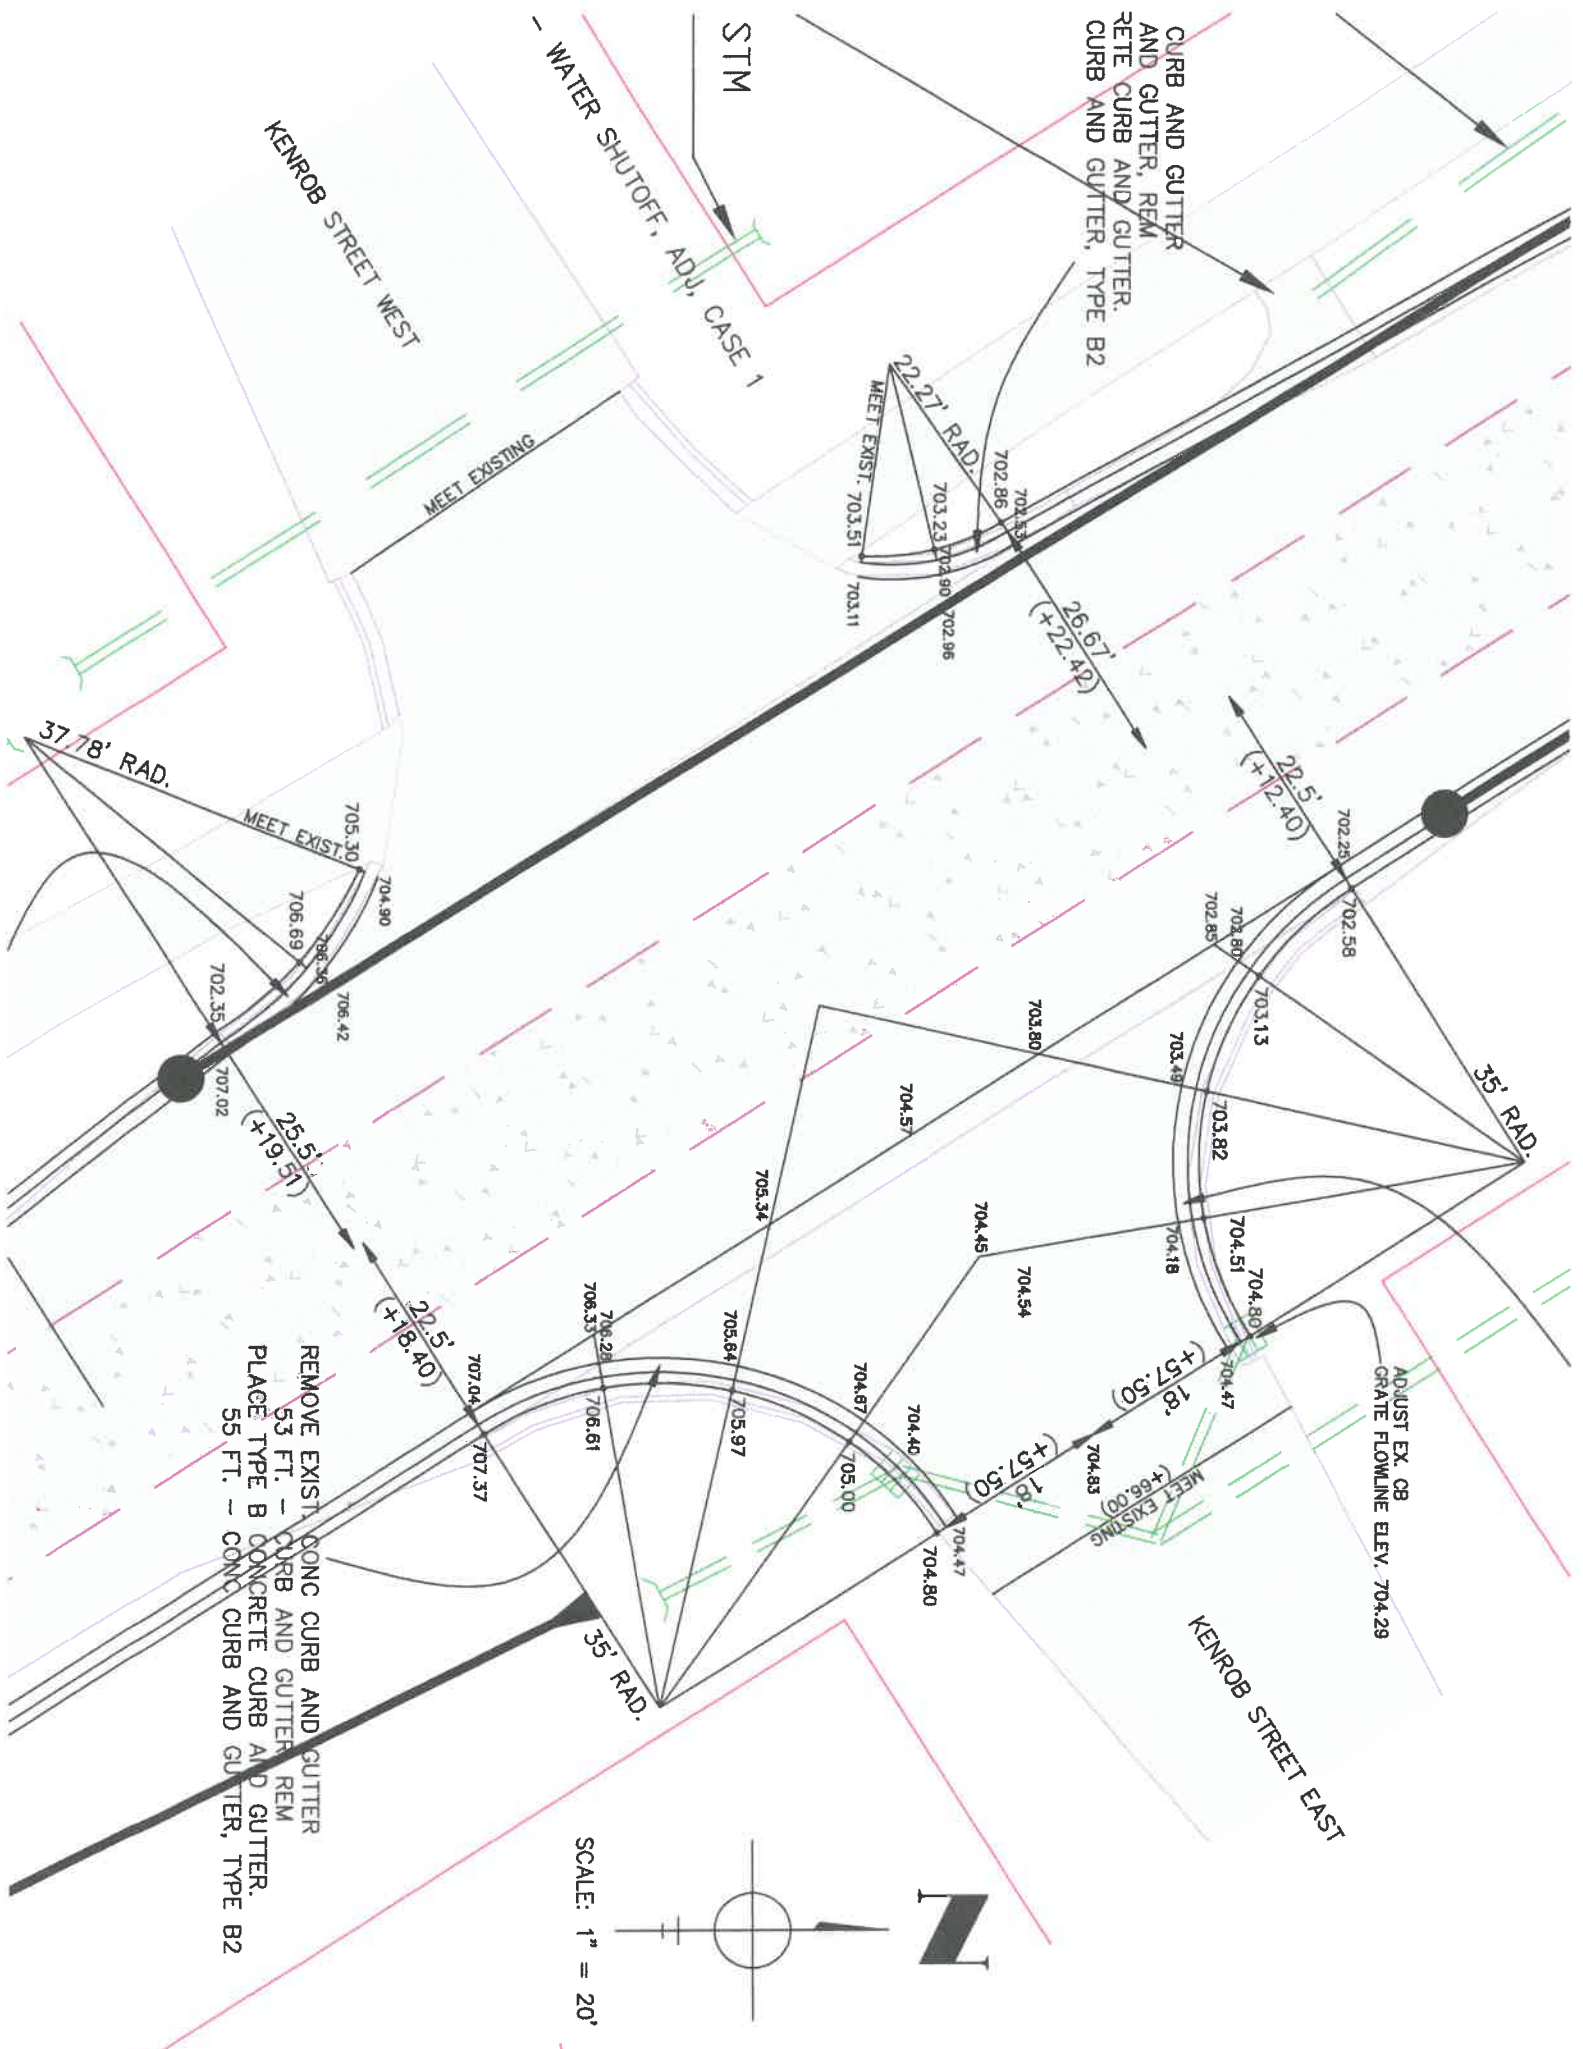 CURB AND GUTTER
AND GUTTER, REM
RETE CURB AND GUTTER.
CURB AND GUTTER, TYPE B2
STM
- WATER SHUTOFF, ADJ, CASE 1
KENROB STREET WEST
MEET EXISTING
22.27' RAD.
MEET EXIST.
703.51
703.11
703.23
702.90
702.96
702.86
702.53
26.67'
(+22.42)
22.5'
(+12.40)
702.25
702.58
702.80
702.85
703.13
703.49
703.82
703.80
704.57
705.34
704.45
704.54
704.18
704.51
704.80
704.47
35' RAD.
ADJUST EX. CB
GRATE FLOWLINE ELEV. 704.29
18'
(+57.50)
704.83
18'
(+57.50)
MEET EXISTING
(+66.00)
KENROB STREET EAST
37.78' RAD.
MEET EXIST.
705.30
704.90
706.69
706.36
706.42
702.35
707.02
25.5'
(+19.51)
22.5'
(+18.40)
707.04
707.37
706.33
706.28
706.61
705.64
705.97
704.67
705.00
704.40
704.47
704.80
35' RAD.
REMOVE EXIST. CONC CURB AND GUTTER
53 FT. - CURB AND GUTTER, REM
PLACE TYPE B CONCRETE CURB AND GUTTER.
55 FT. - CONC CURB AND GUTTER, TYPE B2
N
SCALE: 1" = 20'